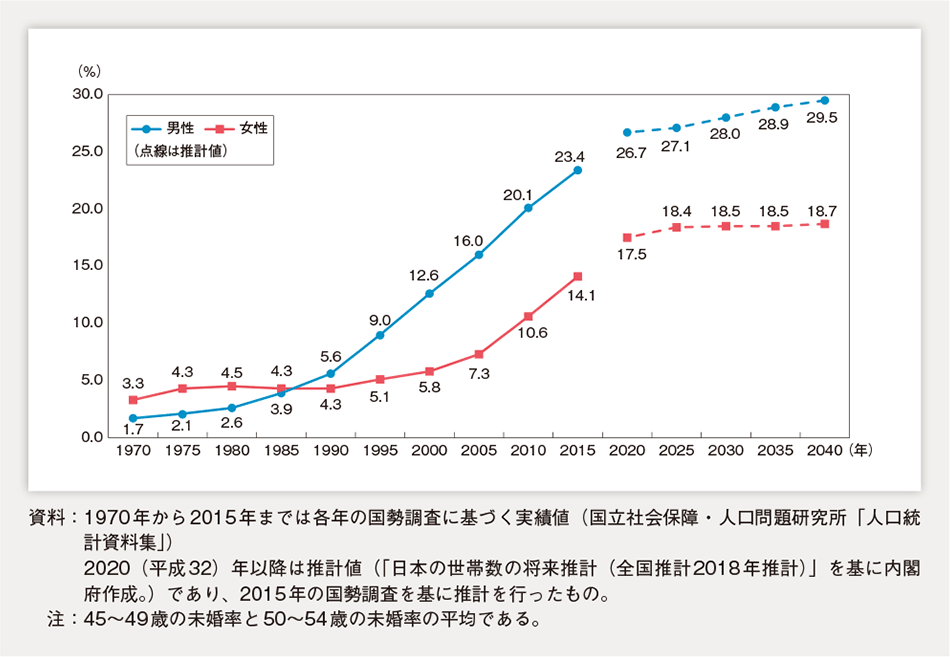 (%)
30.0
25.0
20.0
15.0
10.0
5.0
0.0
男性 女性
(点線は推計値)
1.7 2.1 2.6 3.9 5.6 9.0 12.6 16.0 20.1 23.4 26.7 27.1 28.0 28.9 29.5
3.3 4.3 4.5 4.3 4.3 5.1 5.8 7.3 10.6 14.1 17.5 18.4 18.5 18.5 18.7
1970 1975 1980 1985 1990 1995 2000 2005 2010 2015 2020 2025 2030 2035 2040 (年)
資料:1970年から2015年までは各年の国勢調査に基づく実績値(国立社会保障・人口問題研究所「人口統
計資料集」)
2020(平成32)年以降は推計値(「日本の世帯数の将来推計(全国推計2018年推計)」を基に内閣
府作成。)であり、2015年の国勢調査を基に推計を行ったもの。
注:45~49歳の未婚率と50~54歳の未婚率の平均である。